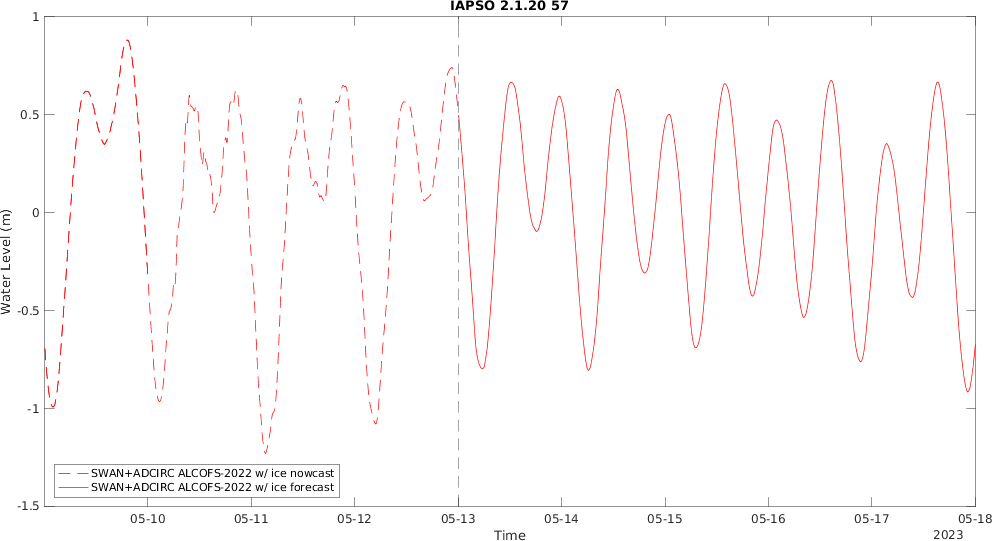 IAPSO 2.1.20 57
Water Level (m)
1
0.5
0
-0.5
-1
-1.5
SWAN+ADCIRC ALCOFS-2022 w/ ice nowcast
SWAN+ADCIRC ALCOFS-2022 w/ ice forecast
05-10 05-11 05-12 05-13 05-14 05-15 05-16 05-17 05-18
Time
2023